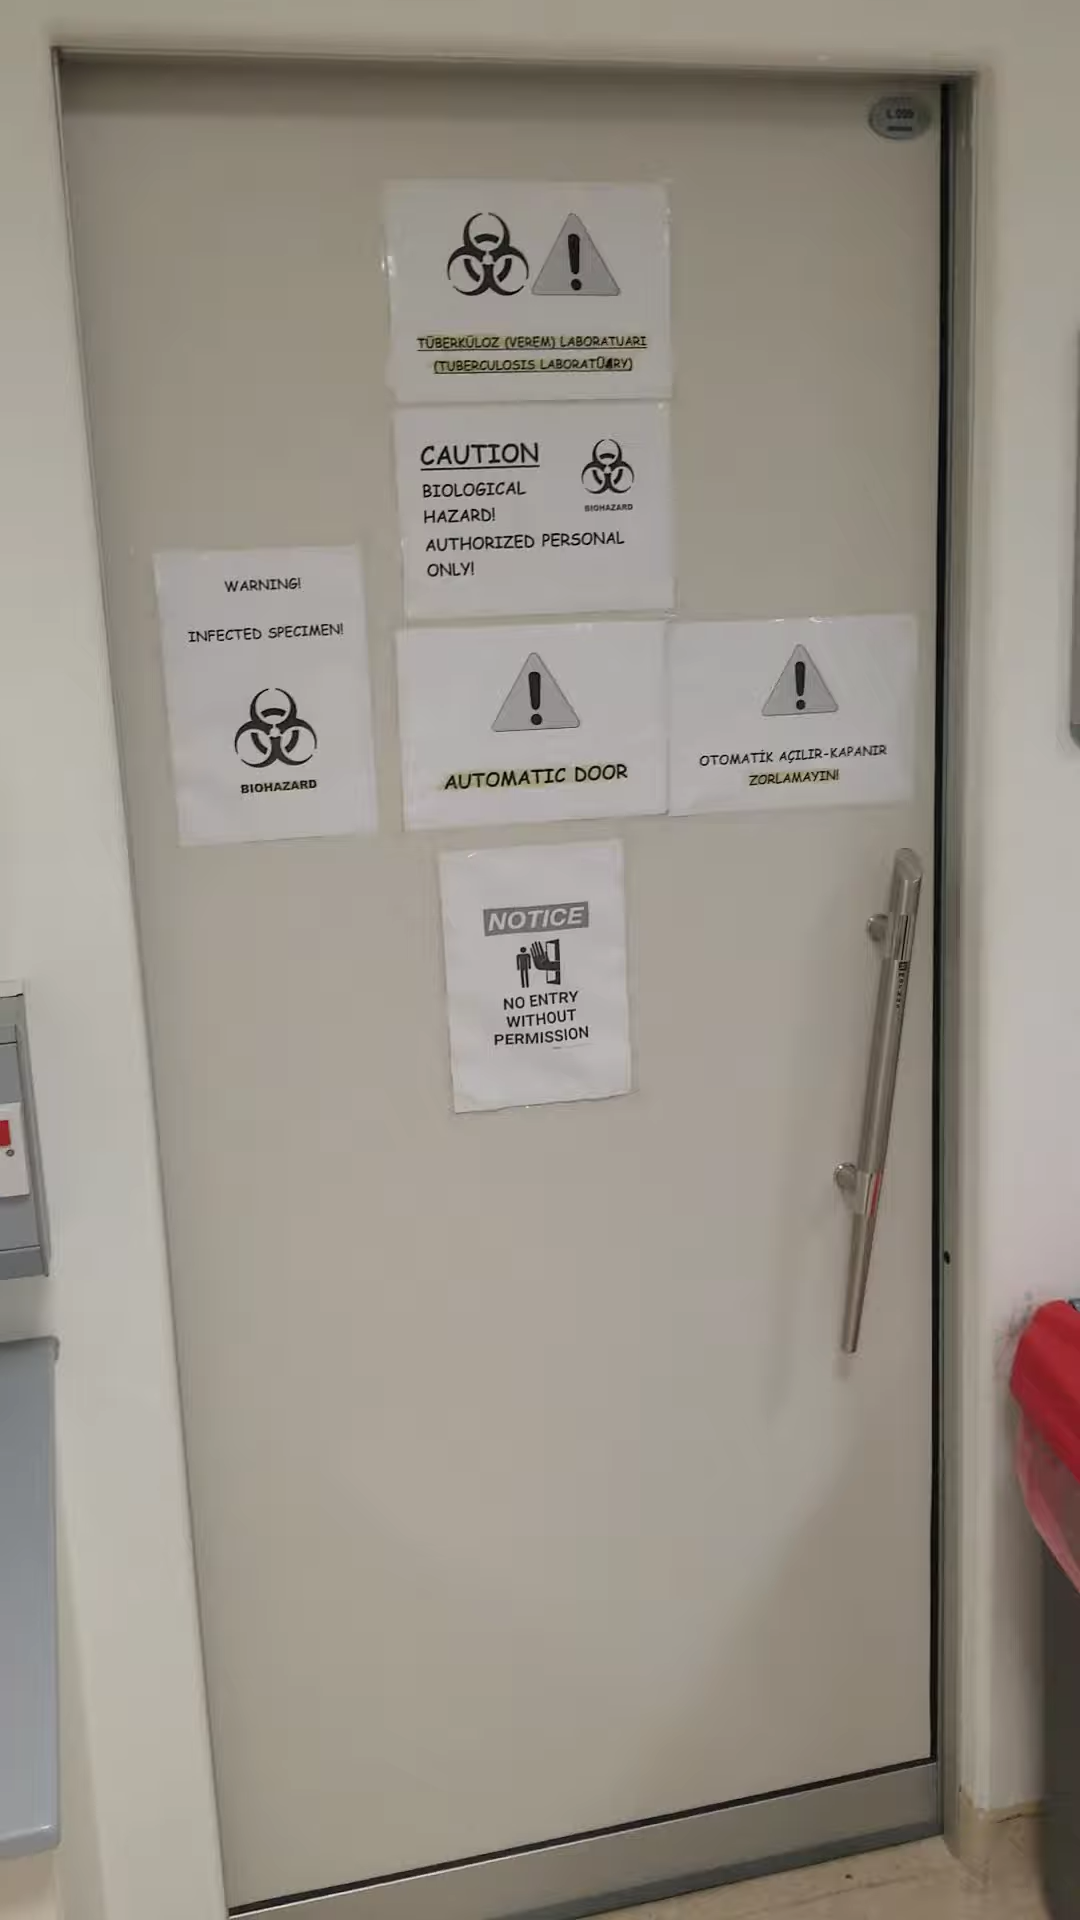 TÜBERKÜLOZ (VEREM) LABORATUARI
(TUBERCULOSIS LABORATÜARY)
CAUTION
BIOLOGICAL
HAZARD!
BIOHAZARD
AUTHORIZED PERSONAL
ONLY!
WARNING!
INFECTED SPECIMEN!
BIOHAZARD
AUTOMATIC DOOR
OTOMATİK AÇILIR-KAPANIR
ZORLAMAYIN!
NOTICE
NO ENTRY
WITHOUT
PERMISSION